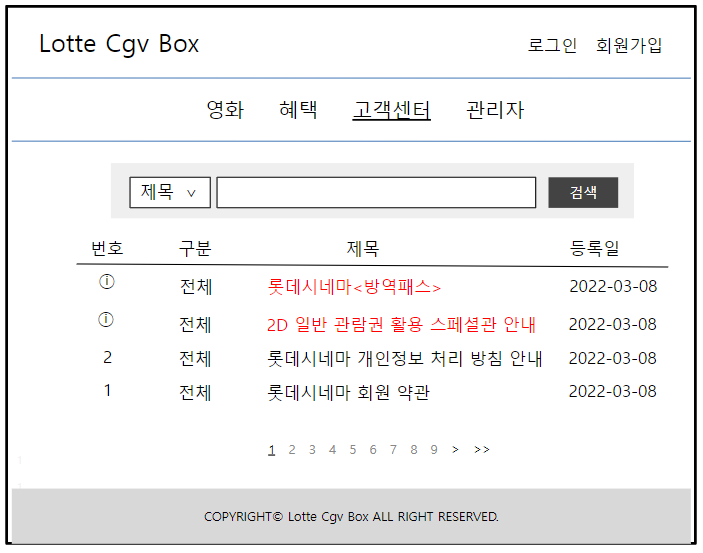 Lotte Cgv Box 로그인 회원가입
영화 혜택 고객센터 관리자
제목 ∨ 검색
번호 구분 제목 등록일
ⓘ 전체 롯데시네마<방역패스> 2022-03-08
ⓘ 전체 2D 일반 관람권 활용 스페셜관 안내 2022-03-08
2 전체 롯데시네마 개인정보 처리 방침 안내 2022-03-08
1 전체 롯데시네마 회원 약관 2022-03-08
1 2 3 4 5 6 7 8 9 > >>
COPYRIGHT© Lotte Cgv Box ALL RIGHT RESERVED.